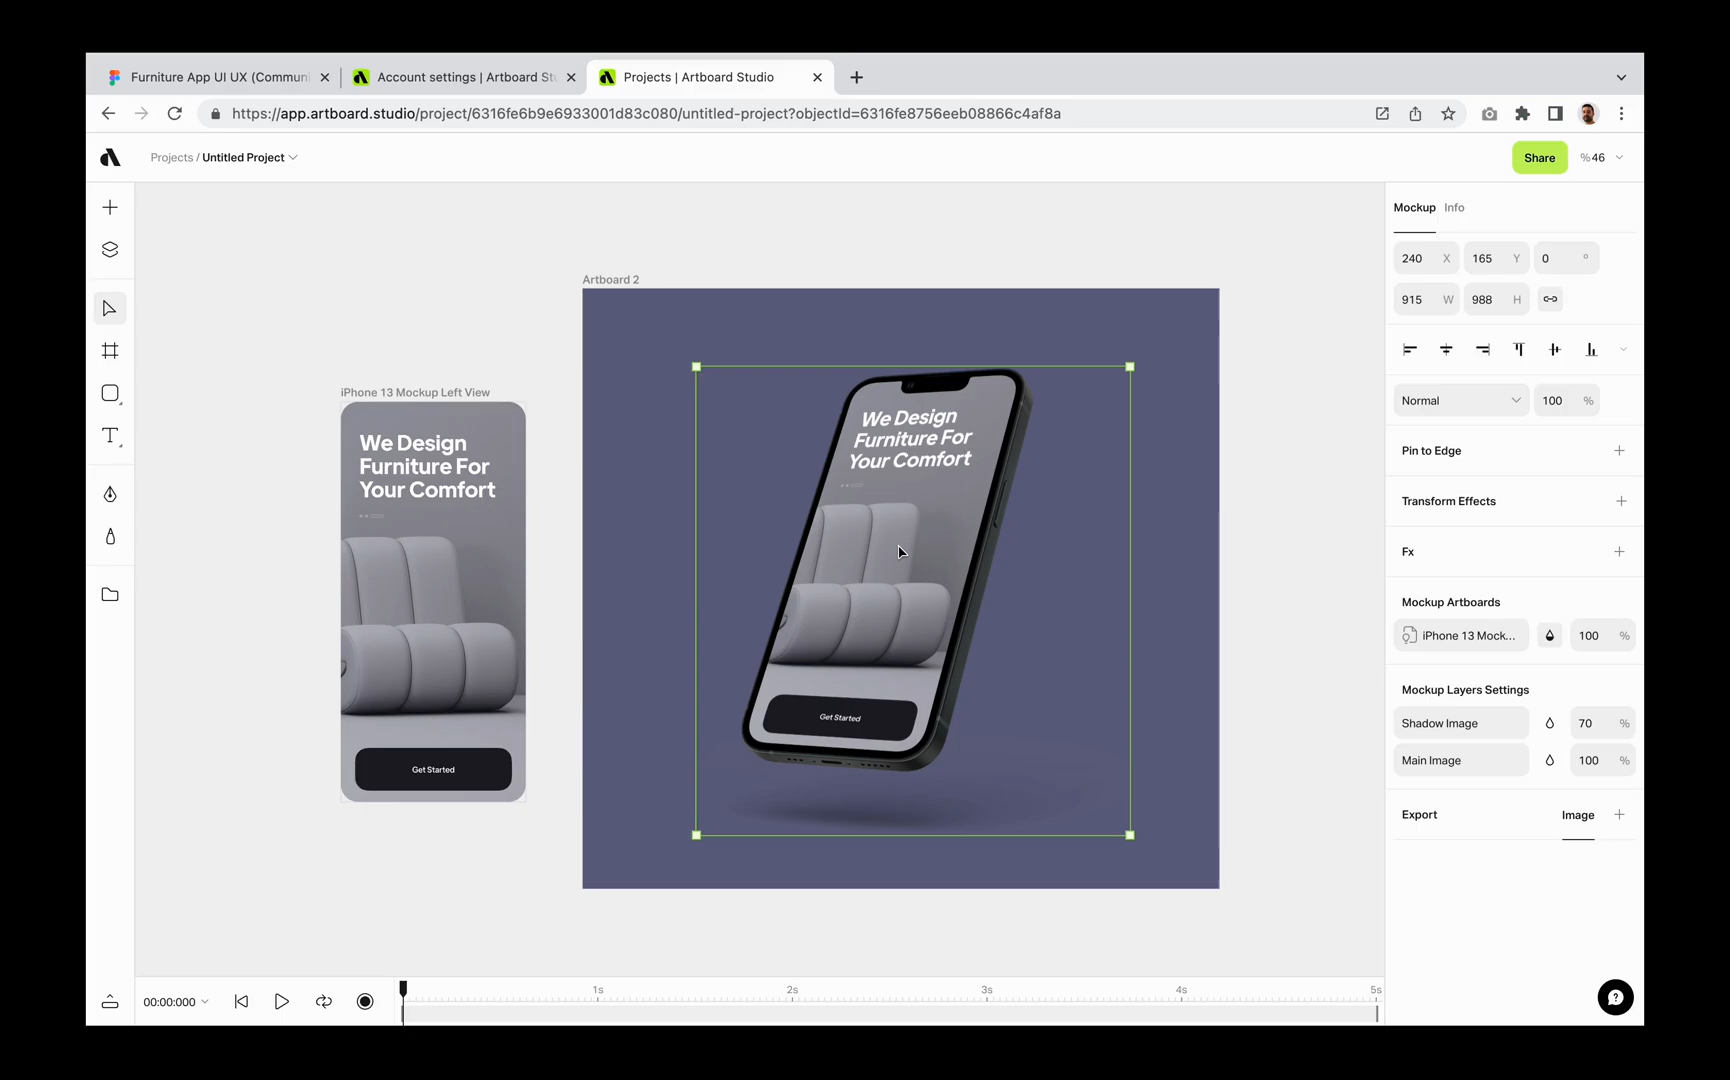 Furniture App UI UX (Communi
Account settings | Artboard Stu
Projects | Artboard Studio
https://app.artboard.studio/project/6316fe6b9e6933001d83c080/untitled-project?objectId=6316fe8756eeb08866c4af8a
Projects / Untitled Project
Share
% 46
Mockup Info
240 X 165 Y 0 °
915 W 988 H
Normal 100 %
Pin to Edge
Transform Effects
Fx
Mockup Artboards
iPhone 13 Mock... 100 %
Mockup Layers Settings
Shadow Image 70 %
Main Image 100 %
Export Image
iPhone 13 Mockup Left View
We Design
Furniture For
Your Comfort
Get Started
Artboard 2
We Design
Furniture For
Your Comfort
Get Started
00:00:000
1s 2s 3s 4s 5s